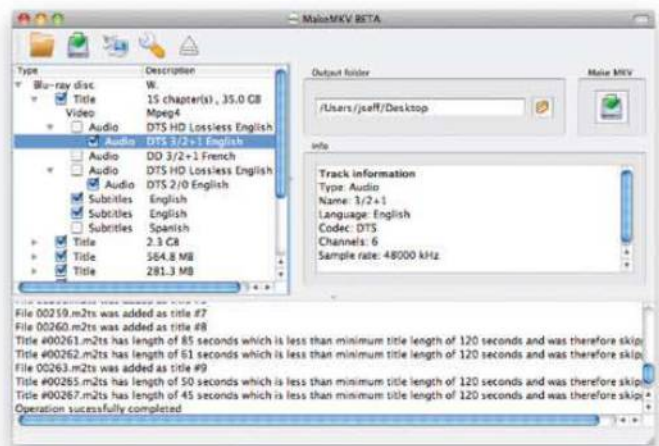 MakeMKV BETA
Type Description
Blu-ray disc W.
Title 15 chapter(s) , 35.0 GB
Video Mpeg4
Audio DTS HD Lossless English
Audio DTS 3/2+1 English
Audio DD 3/2+1 French
Audio DTS HD Lossless English
Audio DTS 2/0 English
Subtitles English
Subtitles English
Subtitles Spanish
Title 2.3 GB
Title 564.8 MB
Title 281.3 MB
Output folder
/Users/jseff/Desktop
Make MKV
Info
Track information
Type: Audio
Name: 3/2+1
Language: English
Codec: DTS
Channels: 6
Sample rate: 48000 kHz
File 00259.m2ts was added as title #7
File 00260.m2ts was added as title #8
Title #00261.m2ts has length of 85 seconds which is less than minimum title length of 120 seconds and was therefore skip
Title #00262.m2ts has length of 61 seconds which is less than minimum title length of 120 seconds and was therefore skip
File 00263.m2ts was added as title #9
Title #00265.m2ts has length of 50 seconds which is less than minimum title length of 120 seconds and was therefore skip
Title #00267.m2ts has length of 45 seconds which is less than minimum title length of 120 seconds and was therefore skip
Operation sucessfully completed